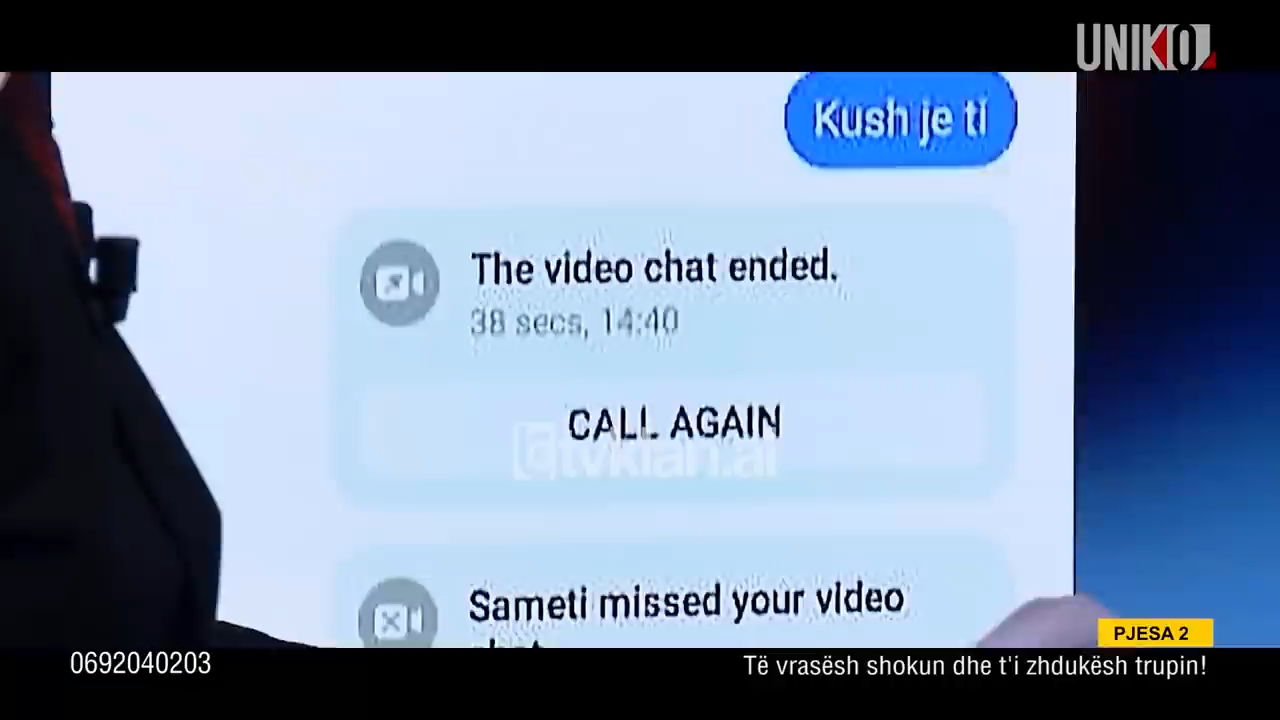 UNIKO
Kush je ti
The video chat ended.
38 secs, 14:40
CALL AGAIN
tvklan.al
Sameti missed your video
PJESA 2
0692040203
Të vrasësh shokun dhe t'i zhdukësh trupin!